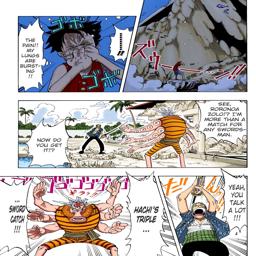 THE
PAIN!! MY
LUNGS ARE
BURST-
ING!!
SEE,
RORONOA
ZOLO!? I'M MORE
THAN A MATCH
FOR ANY
SWORDS-
MAN.
NOW DO YOU
GET IT!?
YEAH,
YOU
TALK A
LOT!!!
HACHI'S
TRIPLE
...
...
SWORD
CATCH
!!!